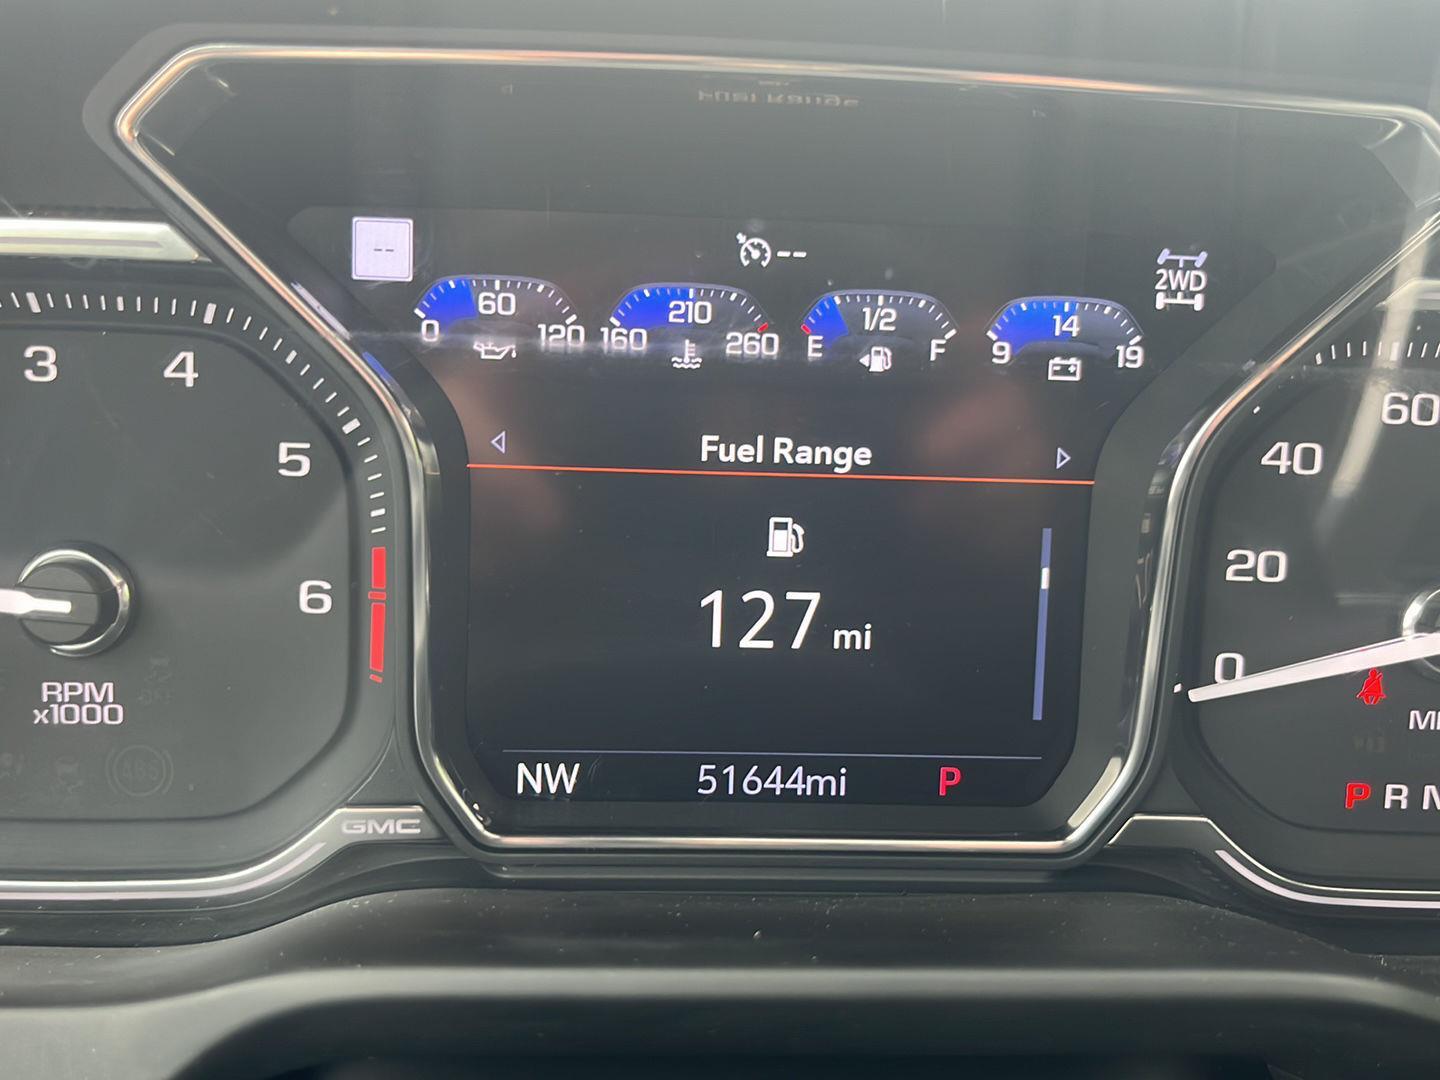 --
--
2WD
0 60 120
160 210 260
E 1/2 F
9 14 19
Fuel Range
127 mi
NW 51644mi P
3 4 5 6
RPM
x1000
GMC
0 20 40 60
P R
ABS